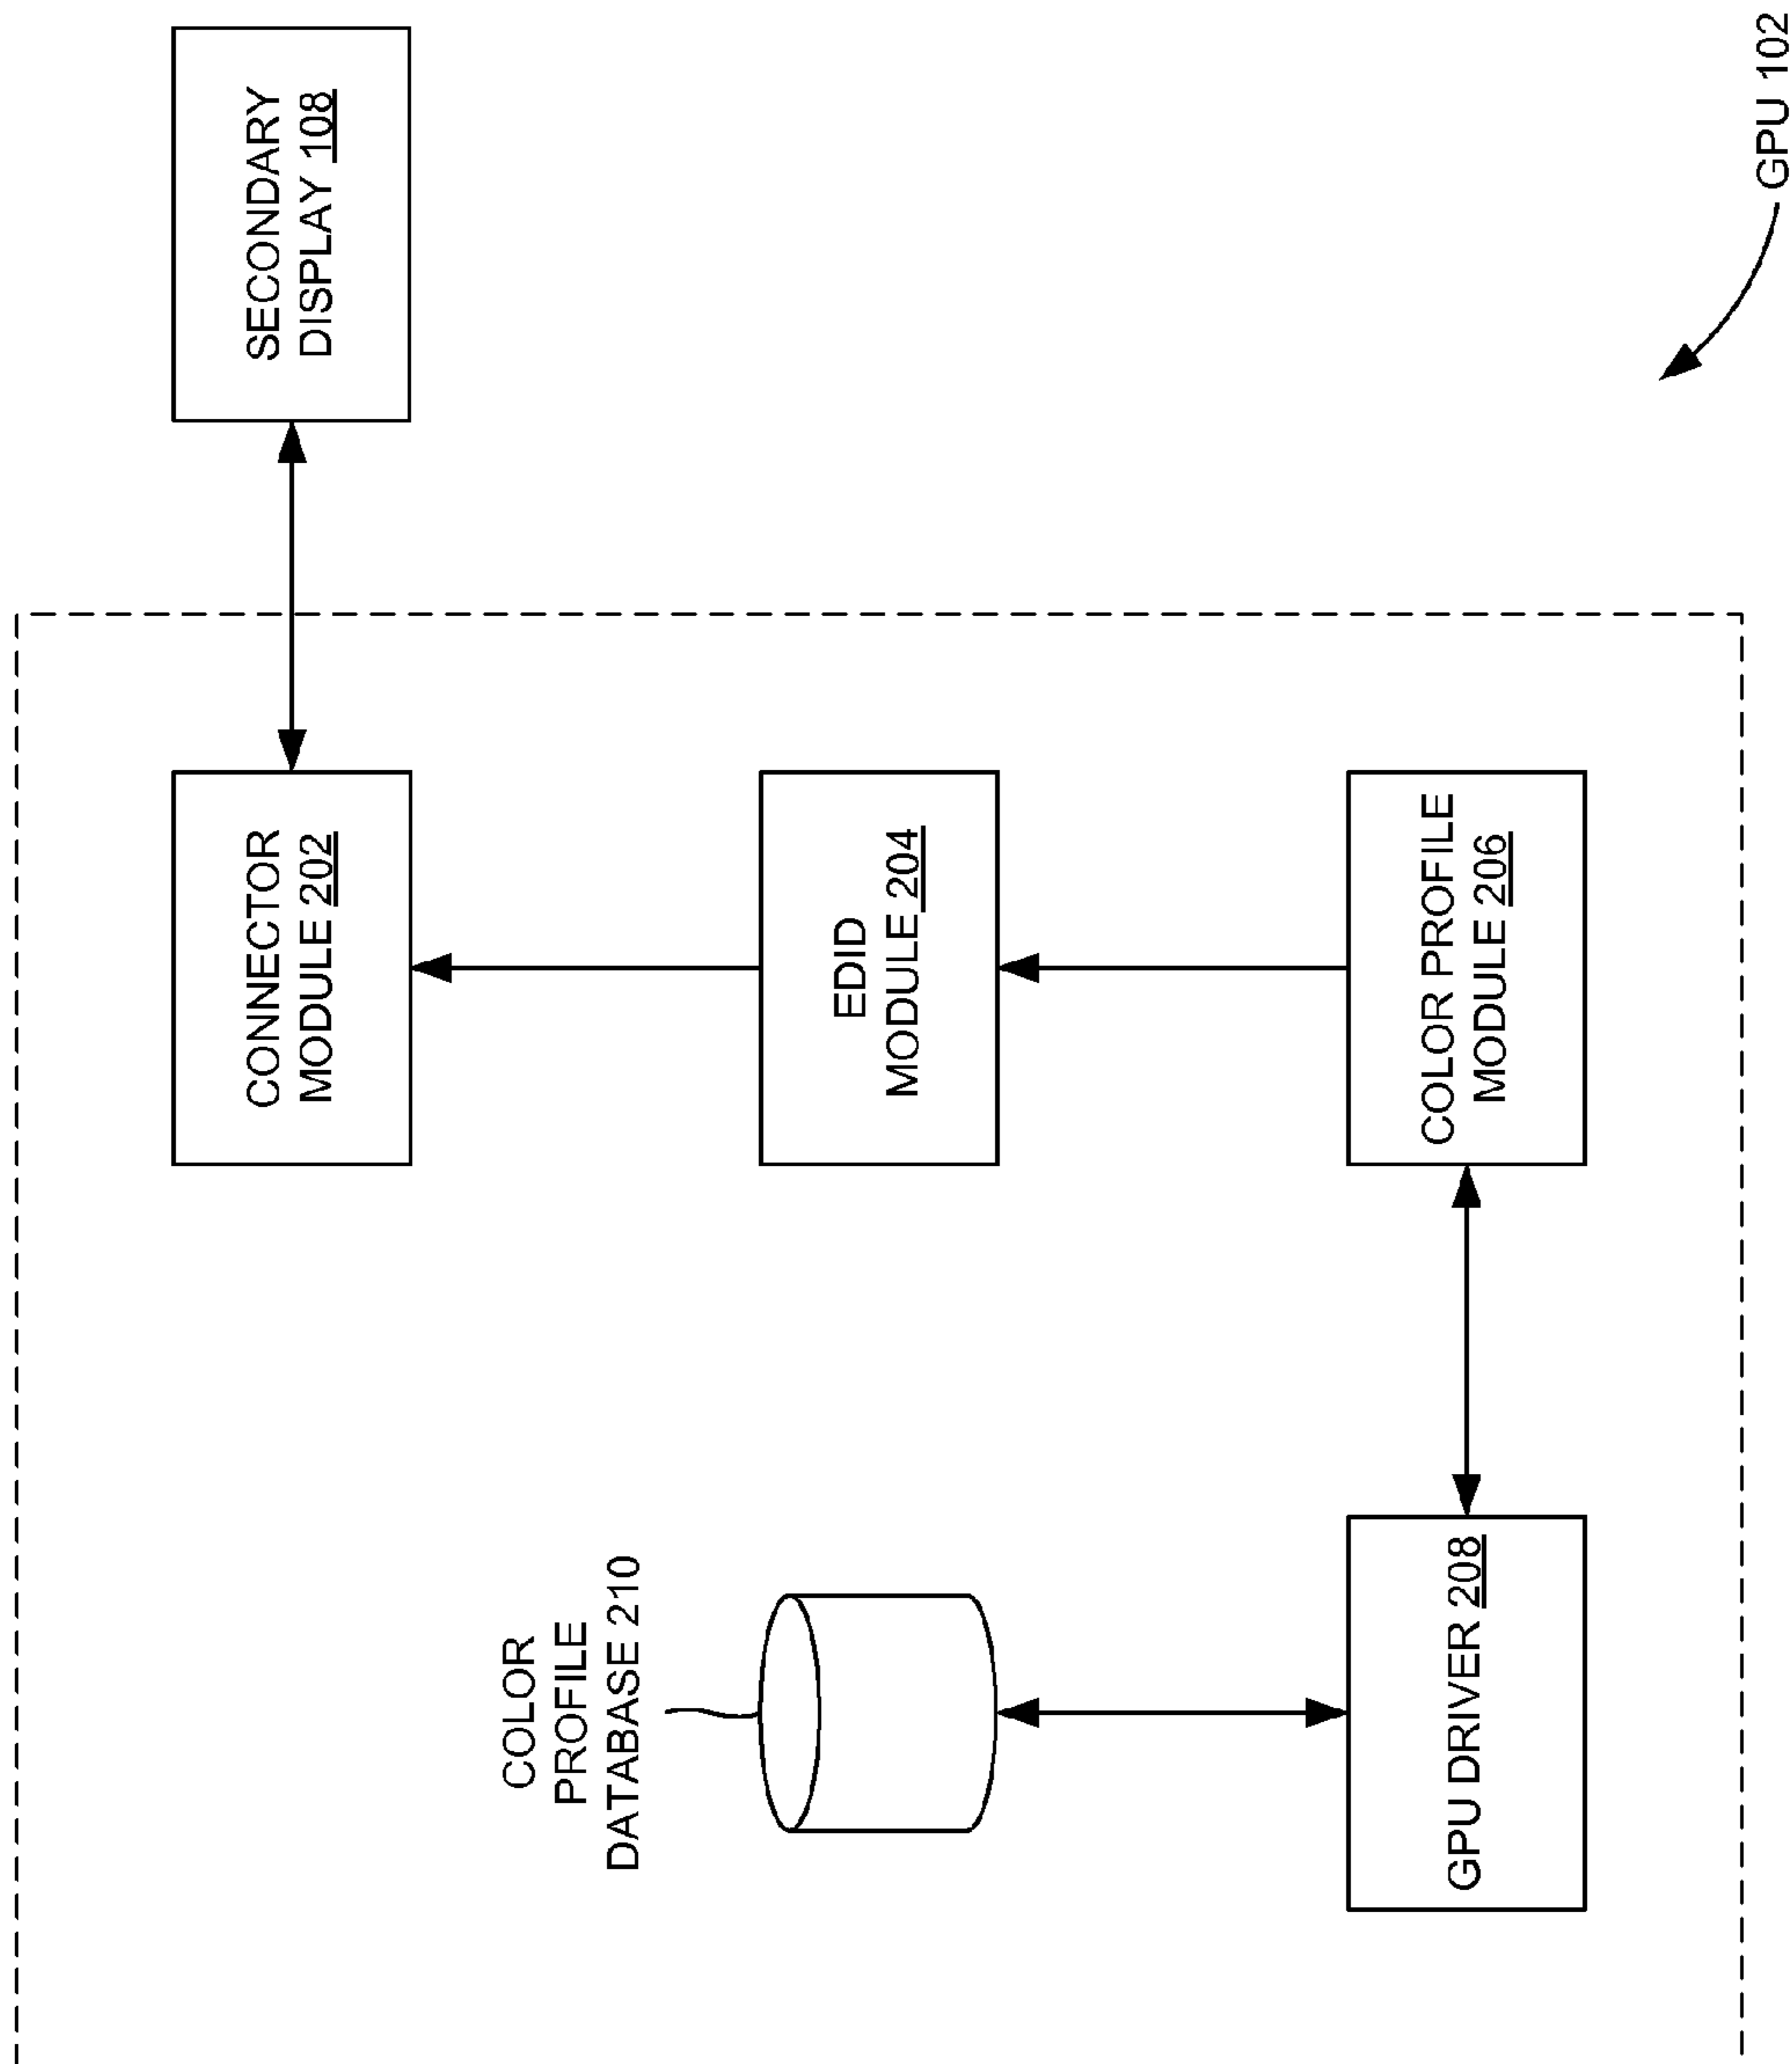 COLOR
PROFILE
DATABASE 210
CONNECTOR
MODULE 202
SECONDARY
DISPLAY 108
EDID
MODULE 204
GPU DRIVER 208
COLOR PROFILE
MODULE 206
GPU 102